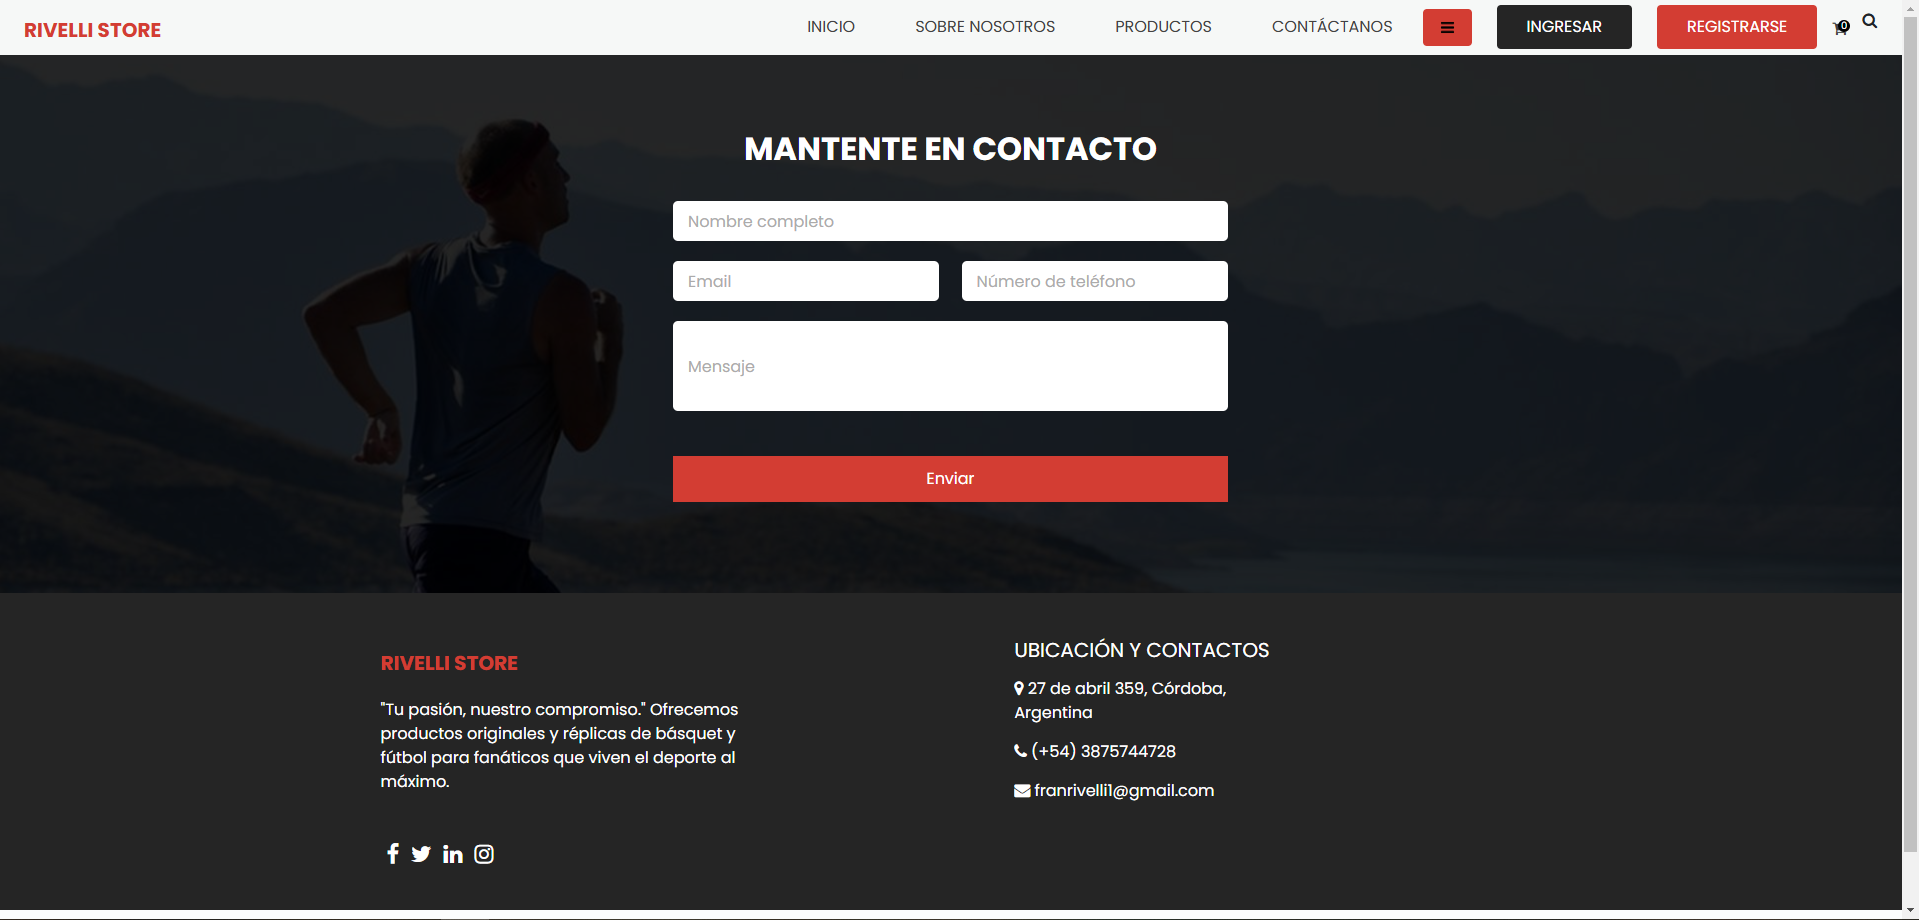 RIVELLI STORE
INICIO
SOBRE NOSOTROS
PRODUCTOS
CONTÁCTANOS
INGRESAR
REGISTRARSE
0
MANTENTE EN CONTACTO
Nombre completo
Email
Número de teléfono
Mensaje
Enviar
RIVELLI STORE
"Tu pasión, nuestro compromiso." Ofrecemos
productos originales y réplicas de básquet y
fútbol para fanáticos que viven el deporte al
máximo.
UBICACIÓN Y CONTACTOS
27 de abril 359, Córdoba,
Argentina
(+54) 3875744728
franrivelli1@gmail.com